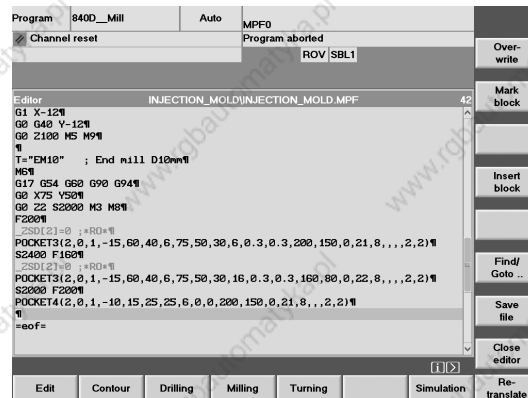 Program
840D__Mill
Auto
MPF0
Channel reset
Program aborted
ROV SBL1
Editor
INJECTION_MOLD\INJECTION_MOLD.MPF
42
G1 X-12¶
G0 G40 Y-12¶
G0 Z100 M5 M9¶
¶
T="EM10" ; End mill D10mm¶
M6¶
G17 G54 G60 G90 G94¶
G0 X75 Y50¶
G0 Z2 S2000 M3 M8¶
F200¶
_ZSD[2]=0 ;*RO*¶
POCKET3(2,0,1,-15,60,40,6,75,50,30,6,0.3,0.3,200,150,0,21,8,,,,2,2)¶
S2400 F160¶
_ZSD[2]=0 ;*RO*¶
POCKET3(2,0,1,-15,60,40,6,75,50,30,16,0.3,0.3,160,80,0,22,8,,,,2,2)¶
S2000 F200¶
POCKET4(2,0,1,-10,15,25,25,6,0,0,200,150,0,21,8,,,2,2)¶
¶
=eof=
Over-
write
Mark
block
Insert
block
Find/
Goto ..
Save
file
Close
editor
Re-
translate
Edit
Contour
Drilling
Milling
Turning
Simulation
www.rgbautomatyka.pl